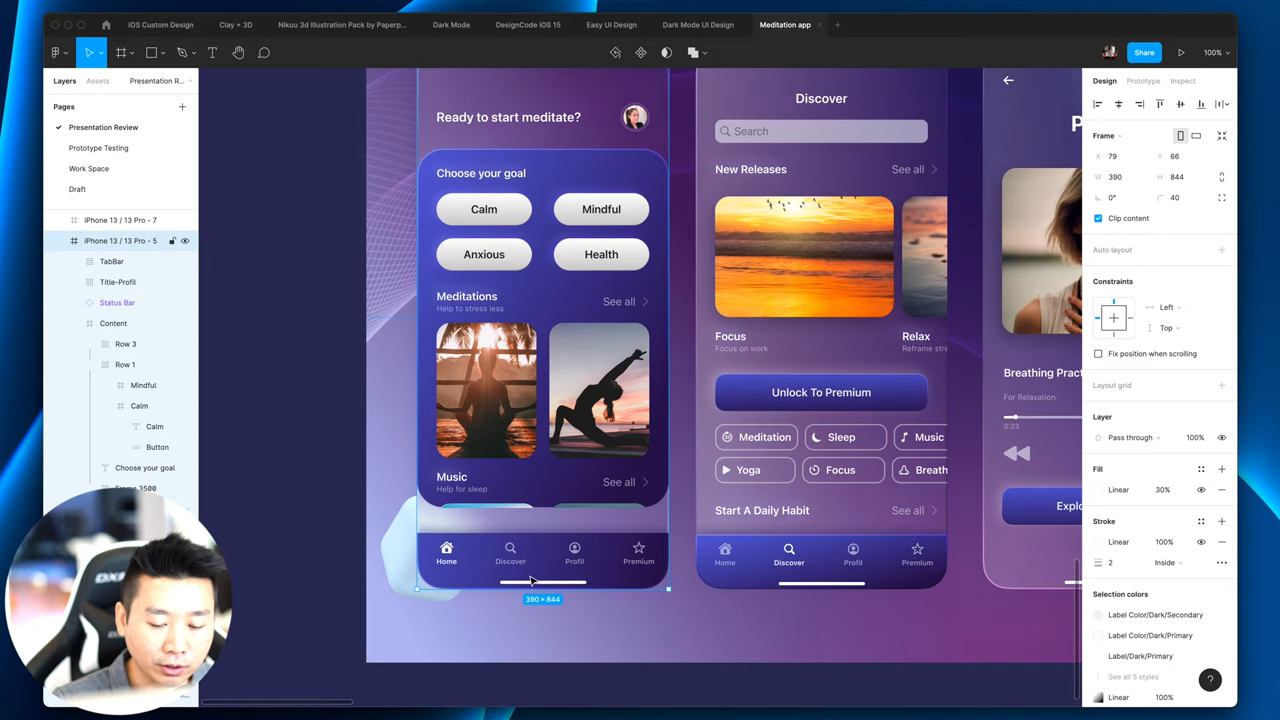 iOS Custom Design
Clay + 3D
Nikuu 3d Illustration Pack by Paperp...
Dark Mode
DesignCode iOS 15
Easy UI Design
Dark Mode UI Design
Meditation app
Share
100%
Layers
Assets
Presentation R...
Pages
Presentation Review
Prototype Testing
Work Space
Draft
iPhone 13 / 13 Pro - 7
iPhone 13 / 13 Pro - 5
TabBar
Title-Profil
Status Bar
Content
Row 3
Row 1
Mindful
Calm
Calm
Button
Choose your goal
Frame 3500
Ready to start meditate?
Choose your goal
Calm
Mindful
Anxious
Health
Meditations
See all
Help to stress less
Music
See all
Help for sleep
Home
Discover
Profil
Premium
390 × 844
Discover
Search
New Releases
See all
Focus
Focus on work
Relax
Reframe stre
Unlock To Premium
Meditation
Sleep
Music
Yoga
Focus
Breath
Start A Daily Habit
See all
Home
Discover
Profil
Premium
P
Breathing Pract
For Relaxation
0:23
Explo
Design
Prototype
Inspect
Frame
X 79
Y 66
W 390
H 844
0°
40
Clip content
Auto layout
Constraints
Left
Top
Fix position when scrolling
Layout grid
Layer
Pass through
100%
Fill
Linear
30%
Stroke
Linear
100%
2
Inside
Selection colors
Label Color/Dark/Secondary
Label Color/Dark/Primary
Label/Dark/Primary
See all 5 styles
Linear
100%
?